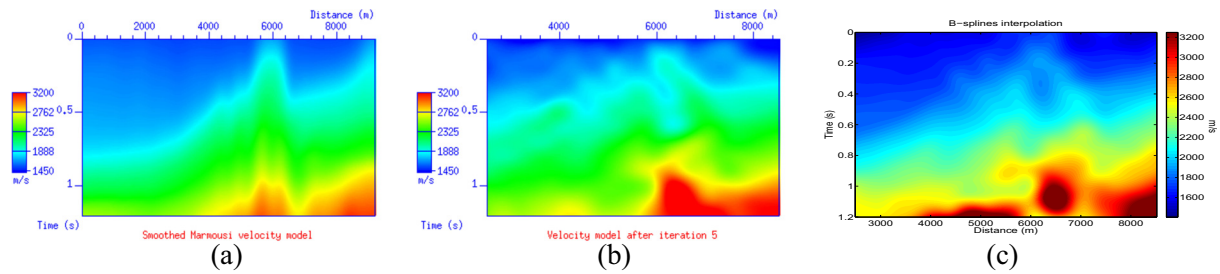 Distance (m)
0 2000 4000 6000 8000
0
0.5
1
3200
2762
2325
1888
1450
m/s
Time (s)
Smoothed Marmousi velocity model
(a)
Distance (m)
4000 6000 8000
0
0.5
1
3200
2762
2325
1888
1450
m/s
Time (s)
Velocity model after iteration 5
(b)
B-splines interpolation
0
0.2
0.4
0.6
0.8
1.0
1.2
Time (s)
3000 4000 5000 6000 7000 8000
Distance (m)
3200
3000
2800
2600
2400
2200
2000
1800
1600
m/s
(c)